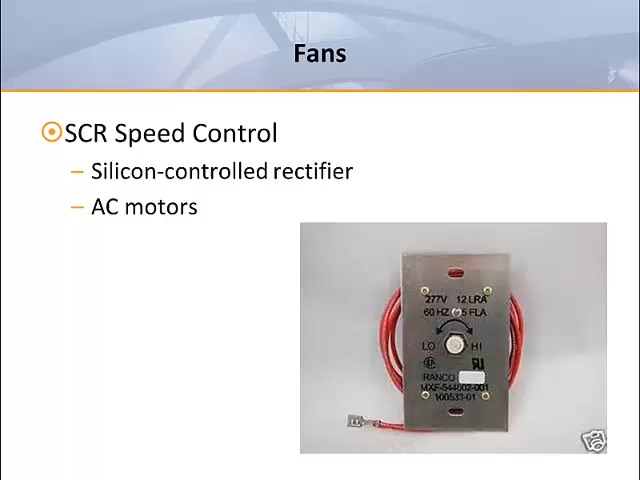 Fans
SCR Speed Control
– Silicon-controlled rectifier
– AC motors
277V 12 LRA
60 HZ 5 FLA
LO HI
RANCO
MXF-544602-001
100533-01